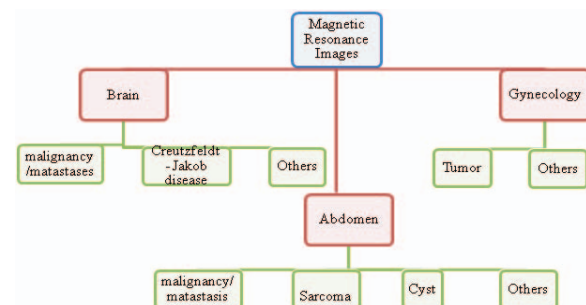 Magnetic
Resonance
Images
Brain
Gynecology
malignancy
/matastases
Creutzfeldt
-Jakob
disease
Others
Tumor
Others
Abdomen
malignancy/
matastasis
Sarcoma
Cyst
Others